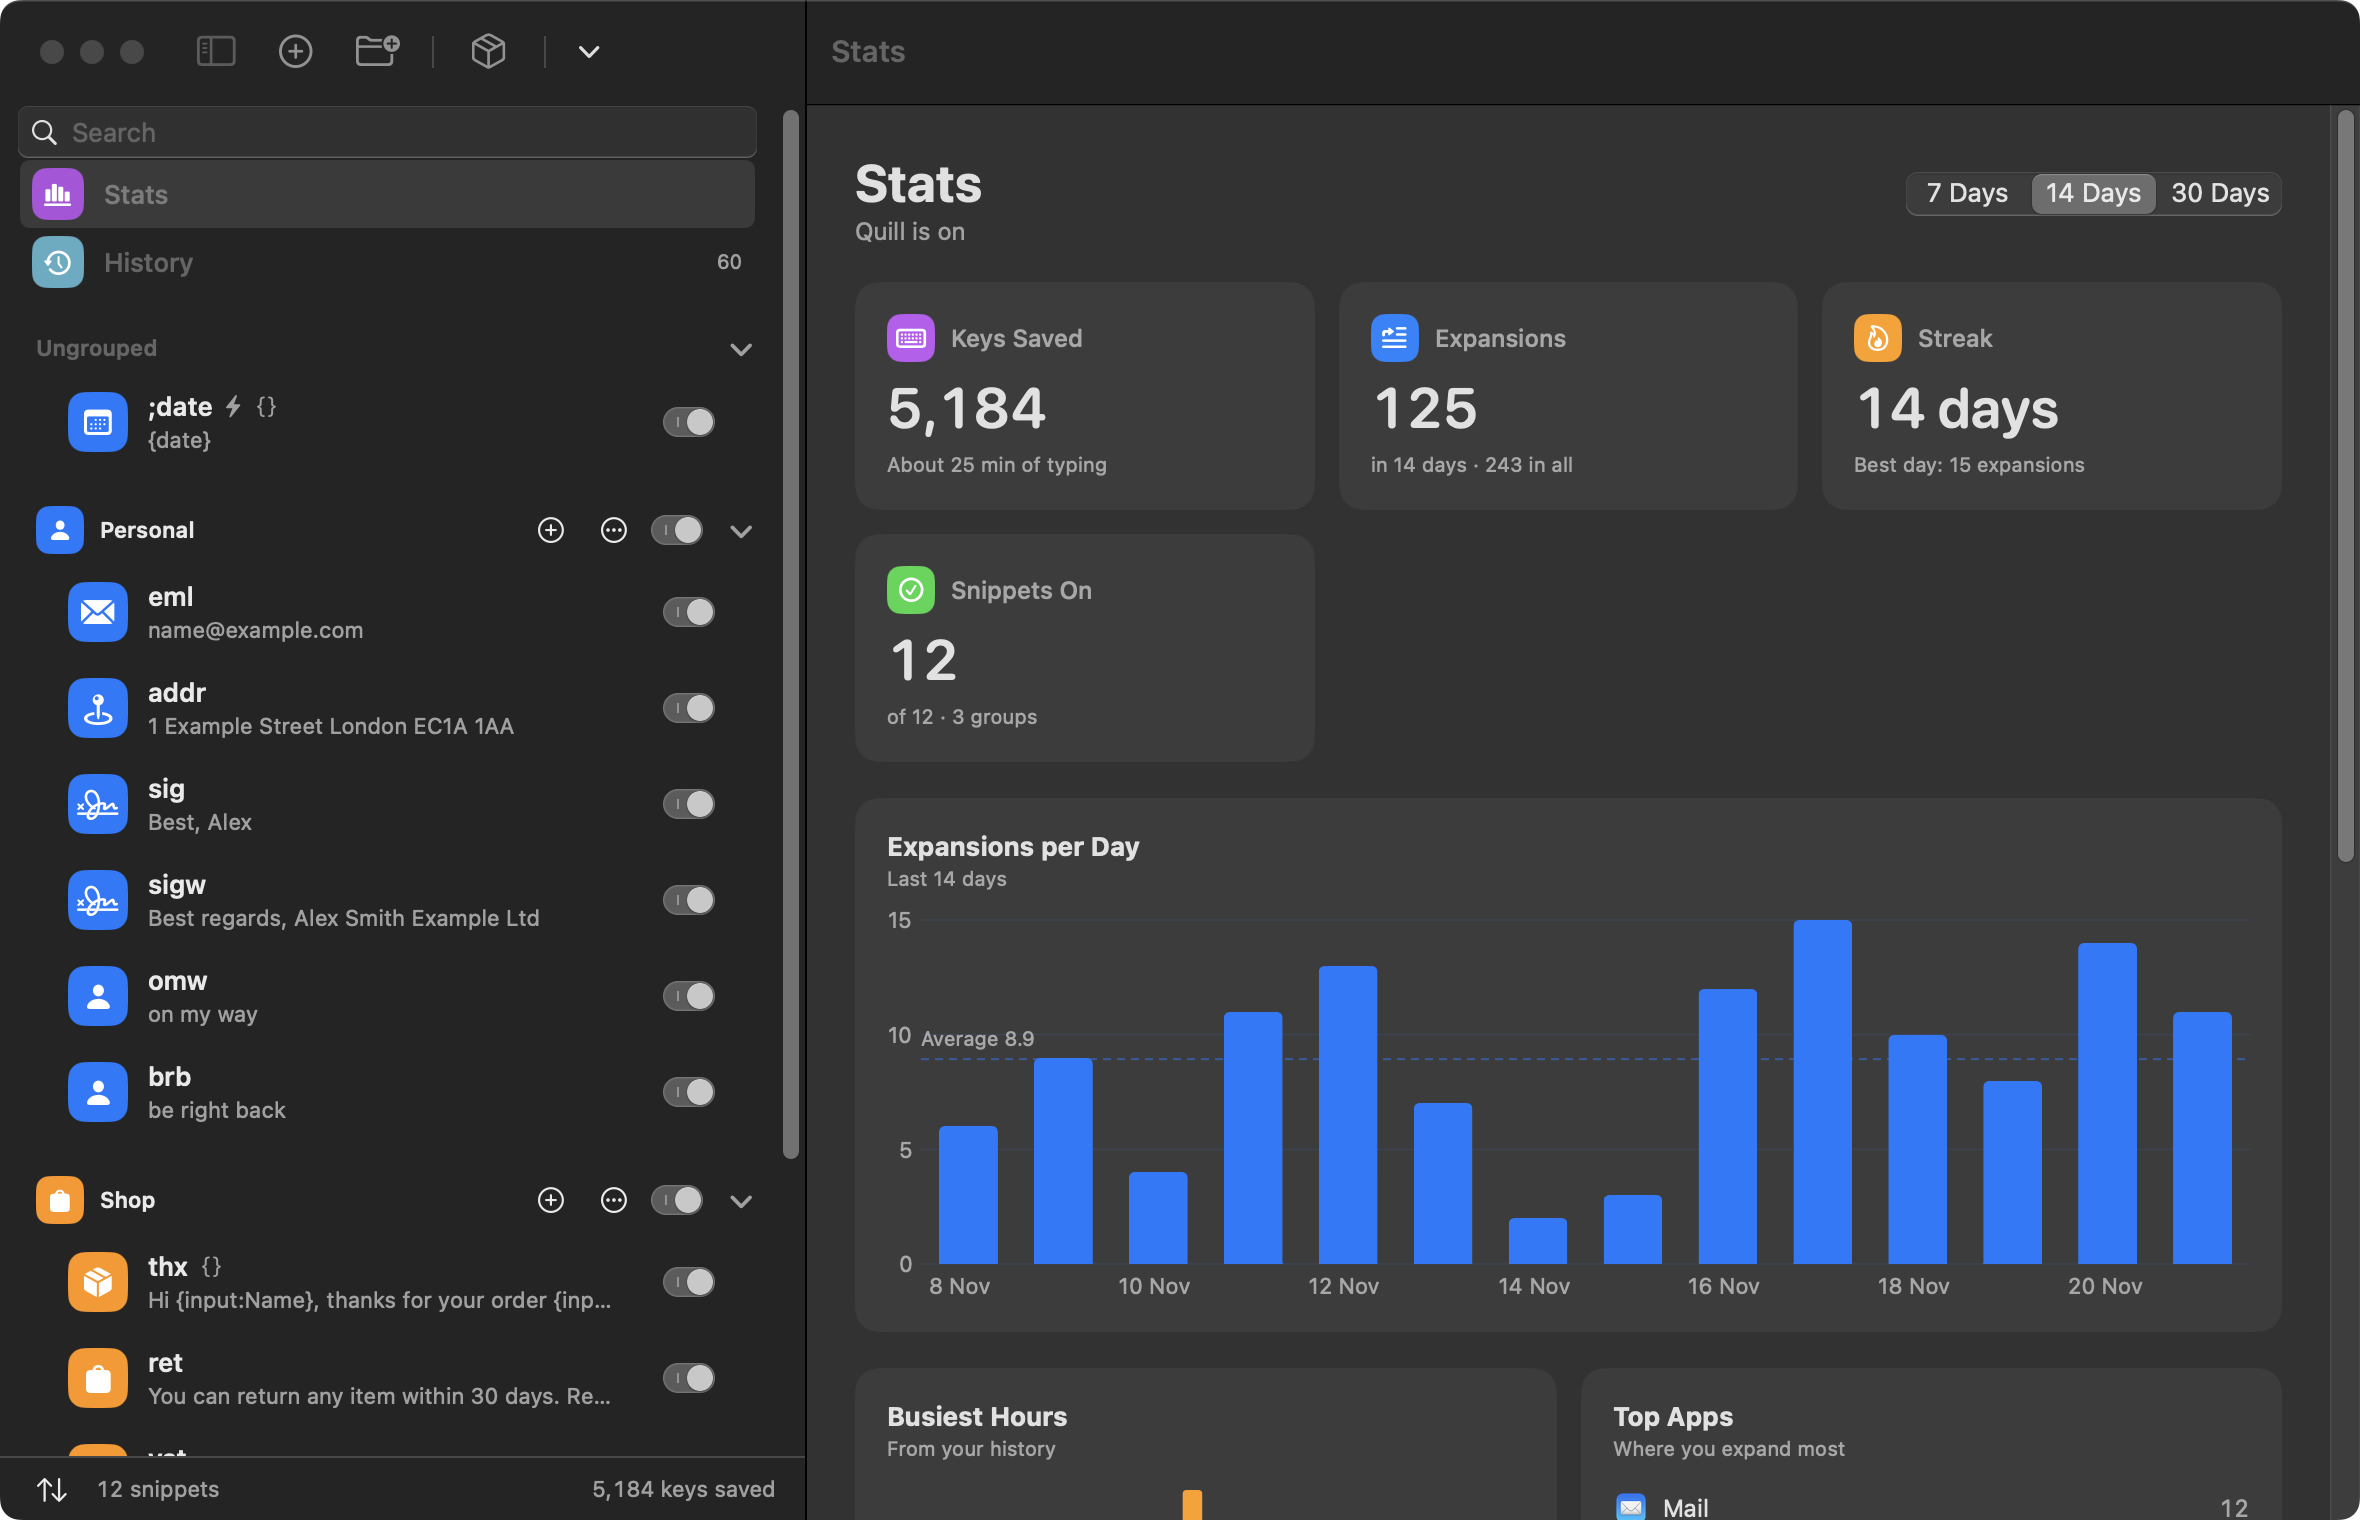 Search
Stats
History 60
Ungrouped
;date {}
{date}
Personal
eml
name@example.com
addr
1 Example Street London EC1A 1AA
sig
Best, Alex
sigw
Best regards, Alex Smith Example Ltd
omw
on my way
brb
be right back
Shop
thx {}
Hi {input:Name}, thanks for your order {inp...
ret
You can return any item within 30 days. Re...
12 snippets
5,184 keys saved
Stats
Stats
Quill is on
7 Days 14 Days 30 Days
Keys Saved
5,184
About 25 min of typing
Expansions
125
in 14 days · 243 in all
Streak
14 days
Best day: 15 expansions
Snippets On
12
of 12 · 3 groups
Expansions per Day
Last 14 days
15
10
Average 8.9
5
0
8 Nov 10 Nov 12 Nov 14 Nov 16 Nov 18 Nov 20 Nov
Busiest Hours
From your history
Top Apps
Where you expand most
Mail 12